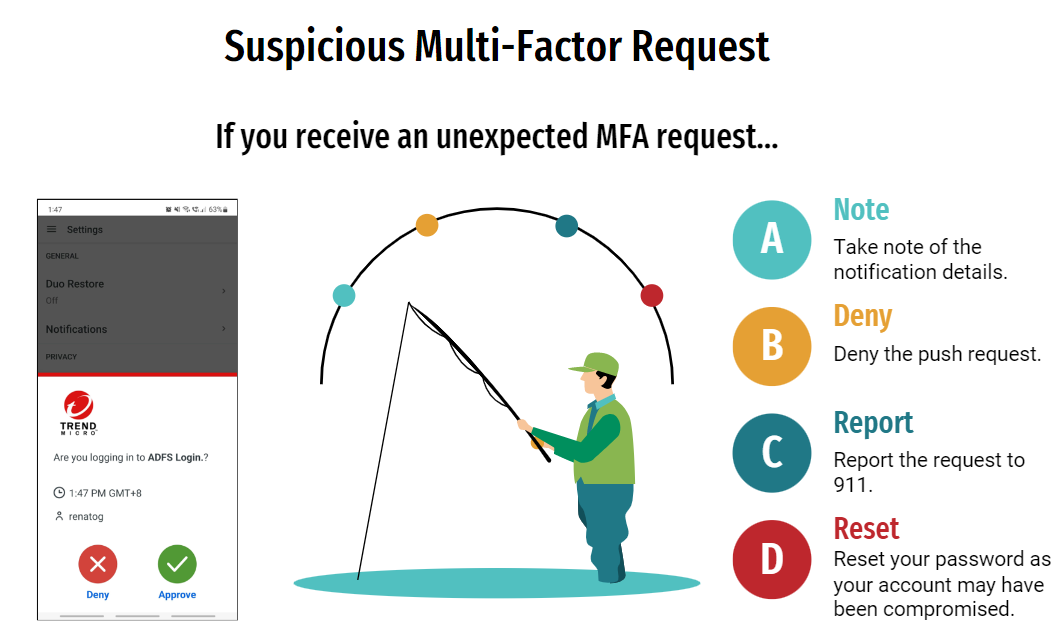 Suspicious Multi-Factor Request
If you receive an unexpected MFA request...
1:47
63%
Settings
GENERAL
Duo Restore
Off
Notifications
PRIVACY
TREND
MICRO
Are you logging in to ADFS Login.?
1:47 PM GMT+8
renatog
Deny
Approve
A
Note
Take note of the
notification details.
B
Deny
Deny the push request.
C
Report
Report the request to
911.
D
Reset
Reset your password as
your account may have
been compromised.